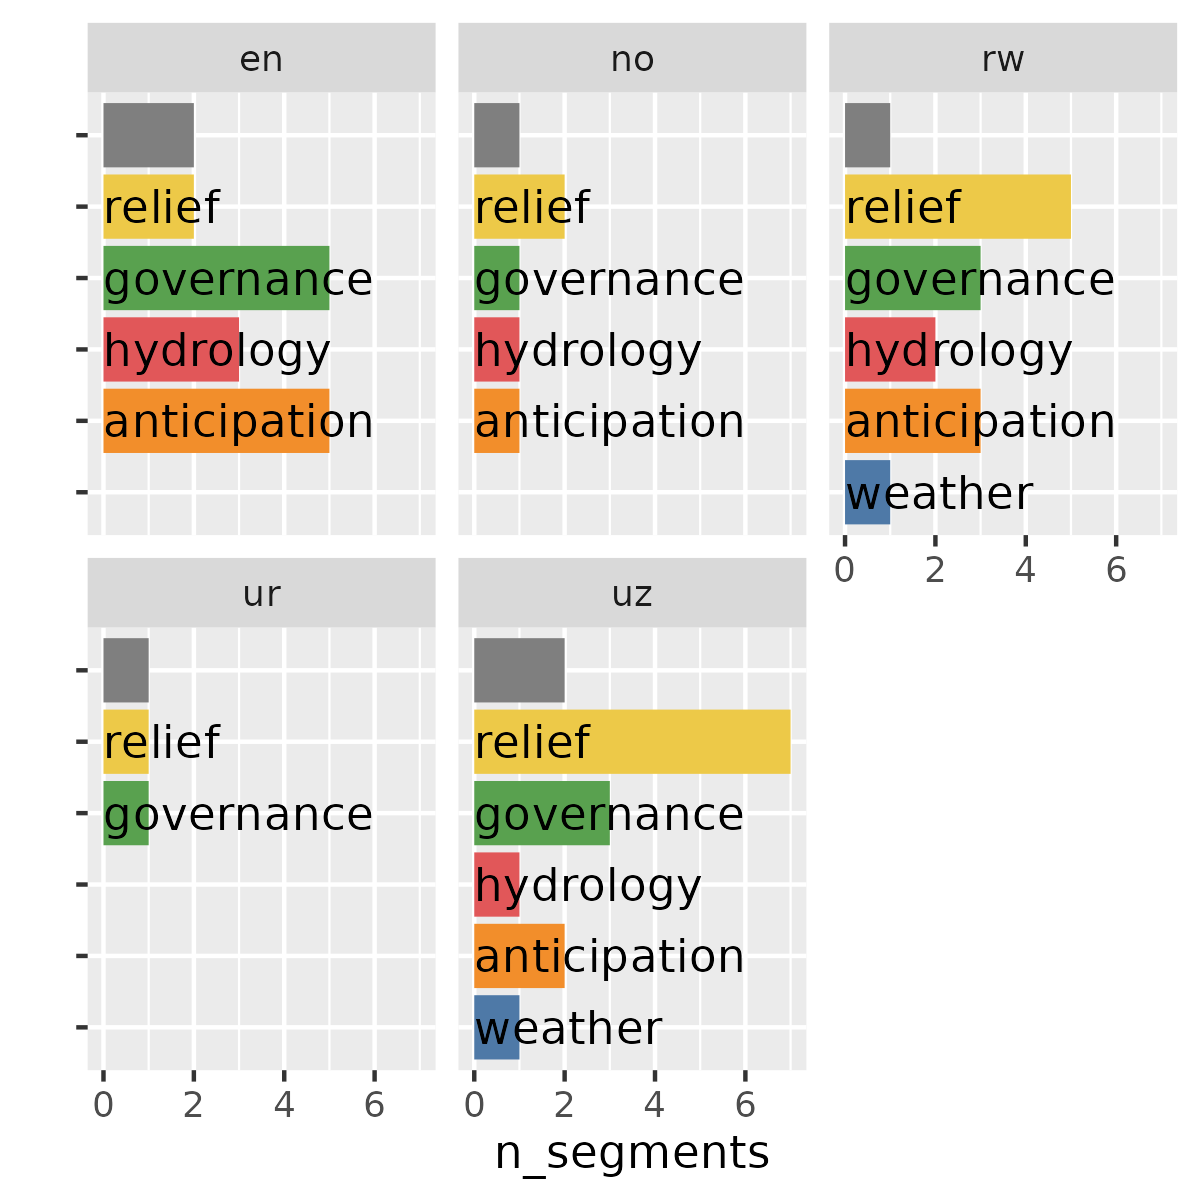 en
relief
governance
hydrology
anticipation
no
relief
governance
hydrology
anticipation
rw
relief
governance
hydrology
anticipation
weather
0 2 4 6
ur
relief
governance
0 2 4 6
uz
relief
governance
hydrology
anticipation
weather
0 2 4 6
n_segments